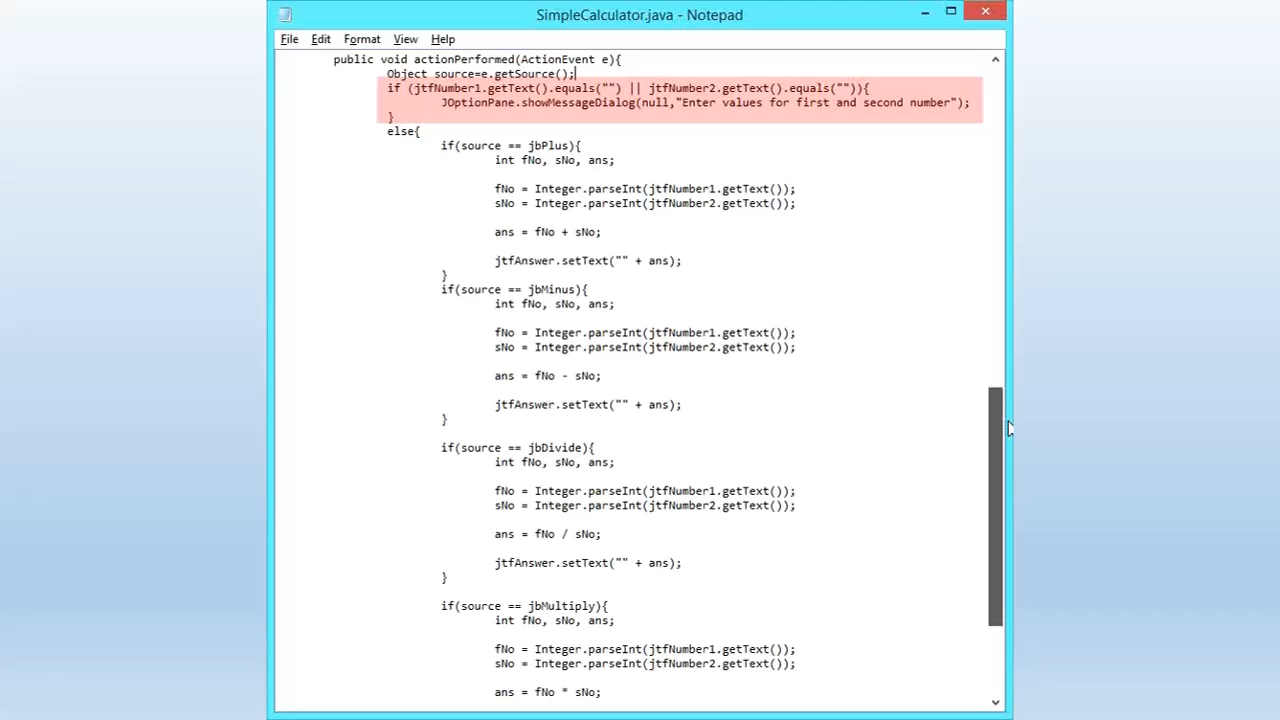 SimpleCalculator.java - Notepad
File Edit Format View Help
public void actionPerformed(ActionEvent e){
Object source=e.getSource();
if (jtfNumber1.getText().equals("") || jtfNumber2.getText().equals("")){
JOptionPane.showMessageDialog(null,"Enter values for first and second number");
}
else{
if(source == jbPlus){
int fNo, sNo, ans;
fNo = Integer.parseInt(jtfNumber1.getText());
sNo = Integer.parseInt(jtfNumber2.getText());
ans = fNo + sNo;
jtfAnswer.setText("" + ans);
}
if(source == jbMinus){
int fNo, sNo, ans;
fNo = Integer.parseInt(jtfNumber1.getText());
sNo = Integer.parseInt(jtfNumber2.getText());
ans = fNo - sNo;
jtfAnswer.setText("" + ans);
}
if(source == jbDivide){
int fNo, sNo, ans;
fNo = Integer.parseInt(jtfNumber1.getText());
sNo = Integer.parseInt(jtfNumber2.getText());
ans = fNo / sNo;
jtfAnswer.setText("" + ans);
}
if(source == jbMultiply){
int fNo, sNo, ans;
fNo = Integer.parseInt(jtfNumber1.getText());
sNo = Integer.parseInt(jtfNumber2.getText());
ans = fNo * sNo;